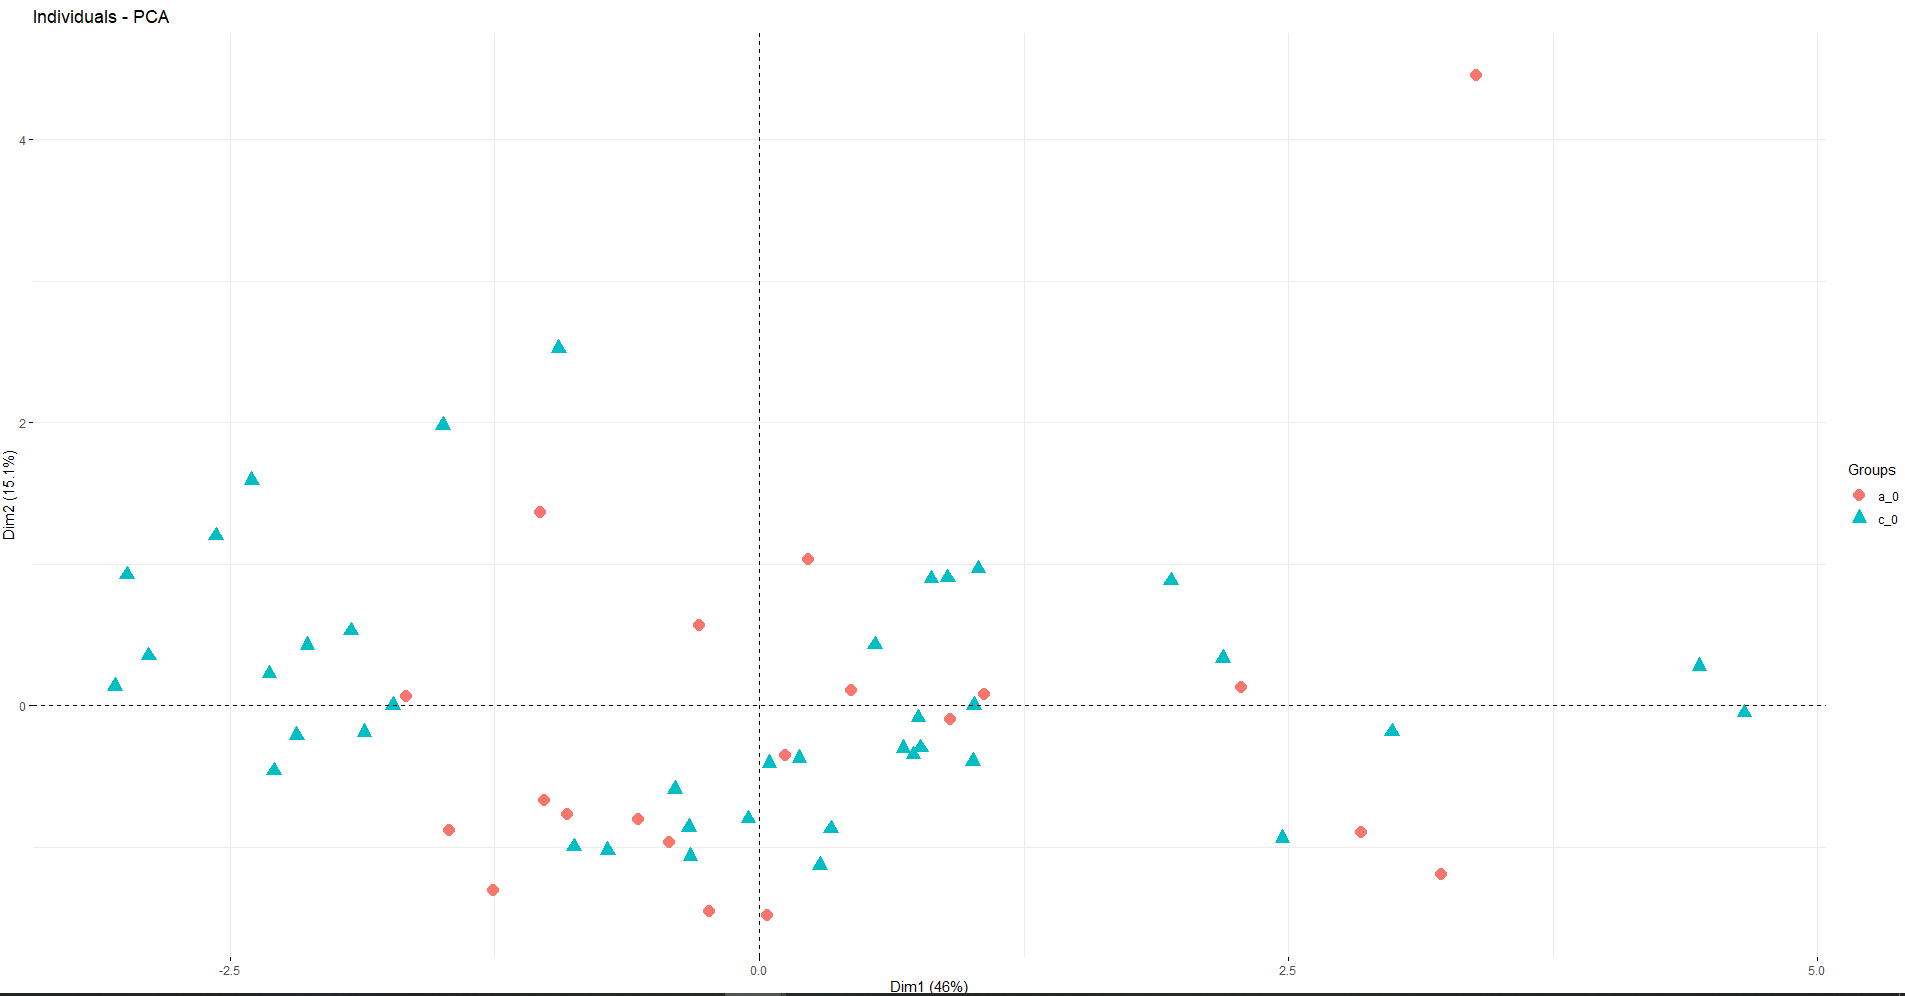 Individuals - PCA
4
2
0
Dim2 (15.1%)
-2.5
0.0
2.5
5.0
Dim1 (46%)
Groups
a_0
c_0